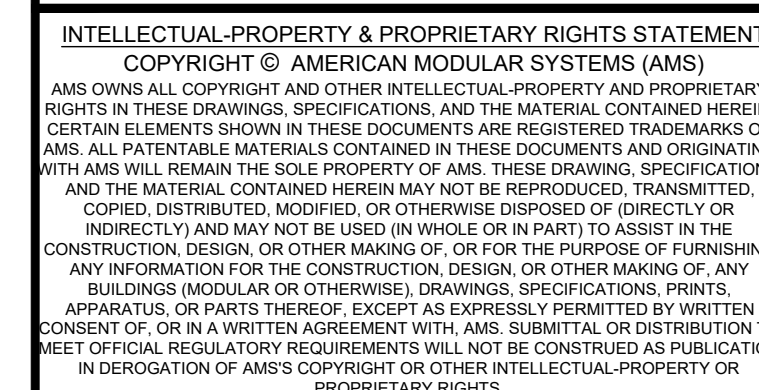 INTELLECTUAL-PROPERTY & PROPRIETARY RIGHTS STATEMENT
COPYRIGHT © AMERICAN MODULAR SYSTEMS (AMS)
AMS OWNS ALL COPYRIGHT AND OTHER INTELLECTUAL-PROPERTY AND PROPRIETARY
RIGHTS IN THESE DRAWINGS, SPECIFICATIONS, AND THE MATERIAL CONTAINED HEREIN
CERTAIN ELEMENTS SHOWN IN THESE DOCUMENTS ARE REGISTERED TRADEMARKS O
AMS. ALL PATENTABLE MATERIALS CONTAINED IN THESE DOCUMENTS AND ORIGINATIN
WITH AMS WILL REMAIN THE SOLE PROPERTY OF AMS. THESE DRAWING, SPECIFICATION
AND THE MATERIAL CONTAINED HEREIN MAY NOT BE REPRODUCED, TRANSMITTED,
COPIED, DISTRIBUTED, MODIFIED, OR OTHERWISE DISPOSED OF (DIRECTLY OR
INDIRECTLY) AND MAY NOT BE USED (IN WHOLE OR IN PART) TO ASSIST IN THE
CONSTRUCTION, DESIGN, OR OTHER MAKING OF, OR FOR THE PURPOSE OF FURNISHIN
ANY INFORMATION FOR THE CONSTRUCTION, DESIGN, OR OTHER MAKING OF, ANY
BUILDINGS (MODULAR OR OTHERWISE), DRAWINGS, SPECIFICATIONS, PRINTS,
APPARATUS, OR PARTS THEREOF, EXCEPT AS EXPRESSLY PERMITTED BY WRITTEN
CONSENT OF, OR IN A WRITTEN AGREEMENT WITH, AMS. SUBMITTAL OR DISTRIBUTION T
MEET OFFICIAL REGULATORY REQUIREMENTS WILL NOT BE CONSTRUED AS PUBLICATIO
IN DEROGATION OF AMS'S COPYRIGHT OR OTHER INTELLECTUAL-PROPERTY OR
PROPRIETARY RIGHTS